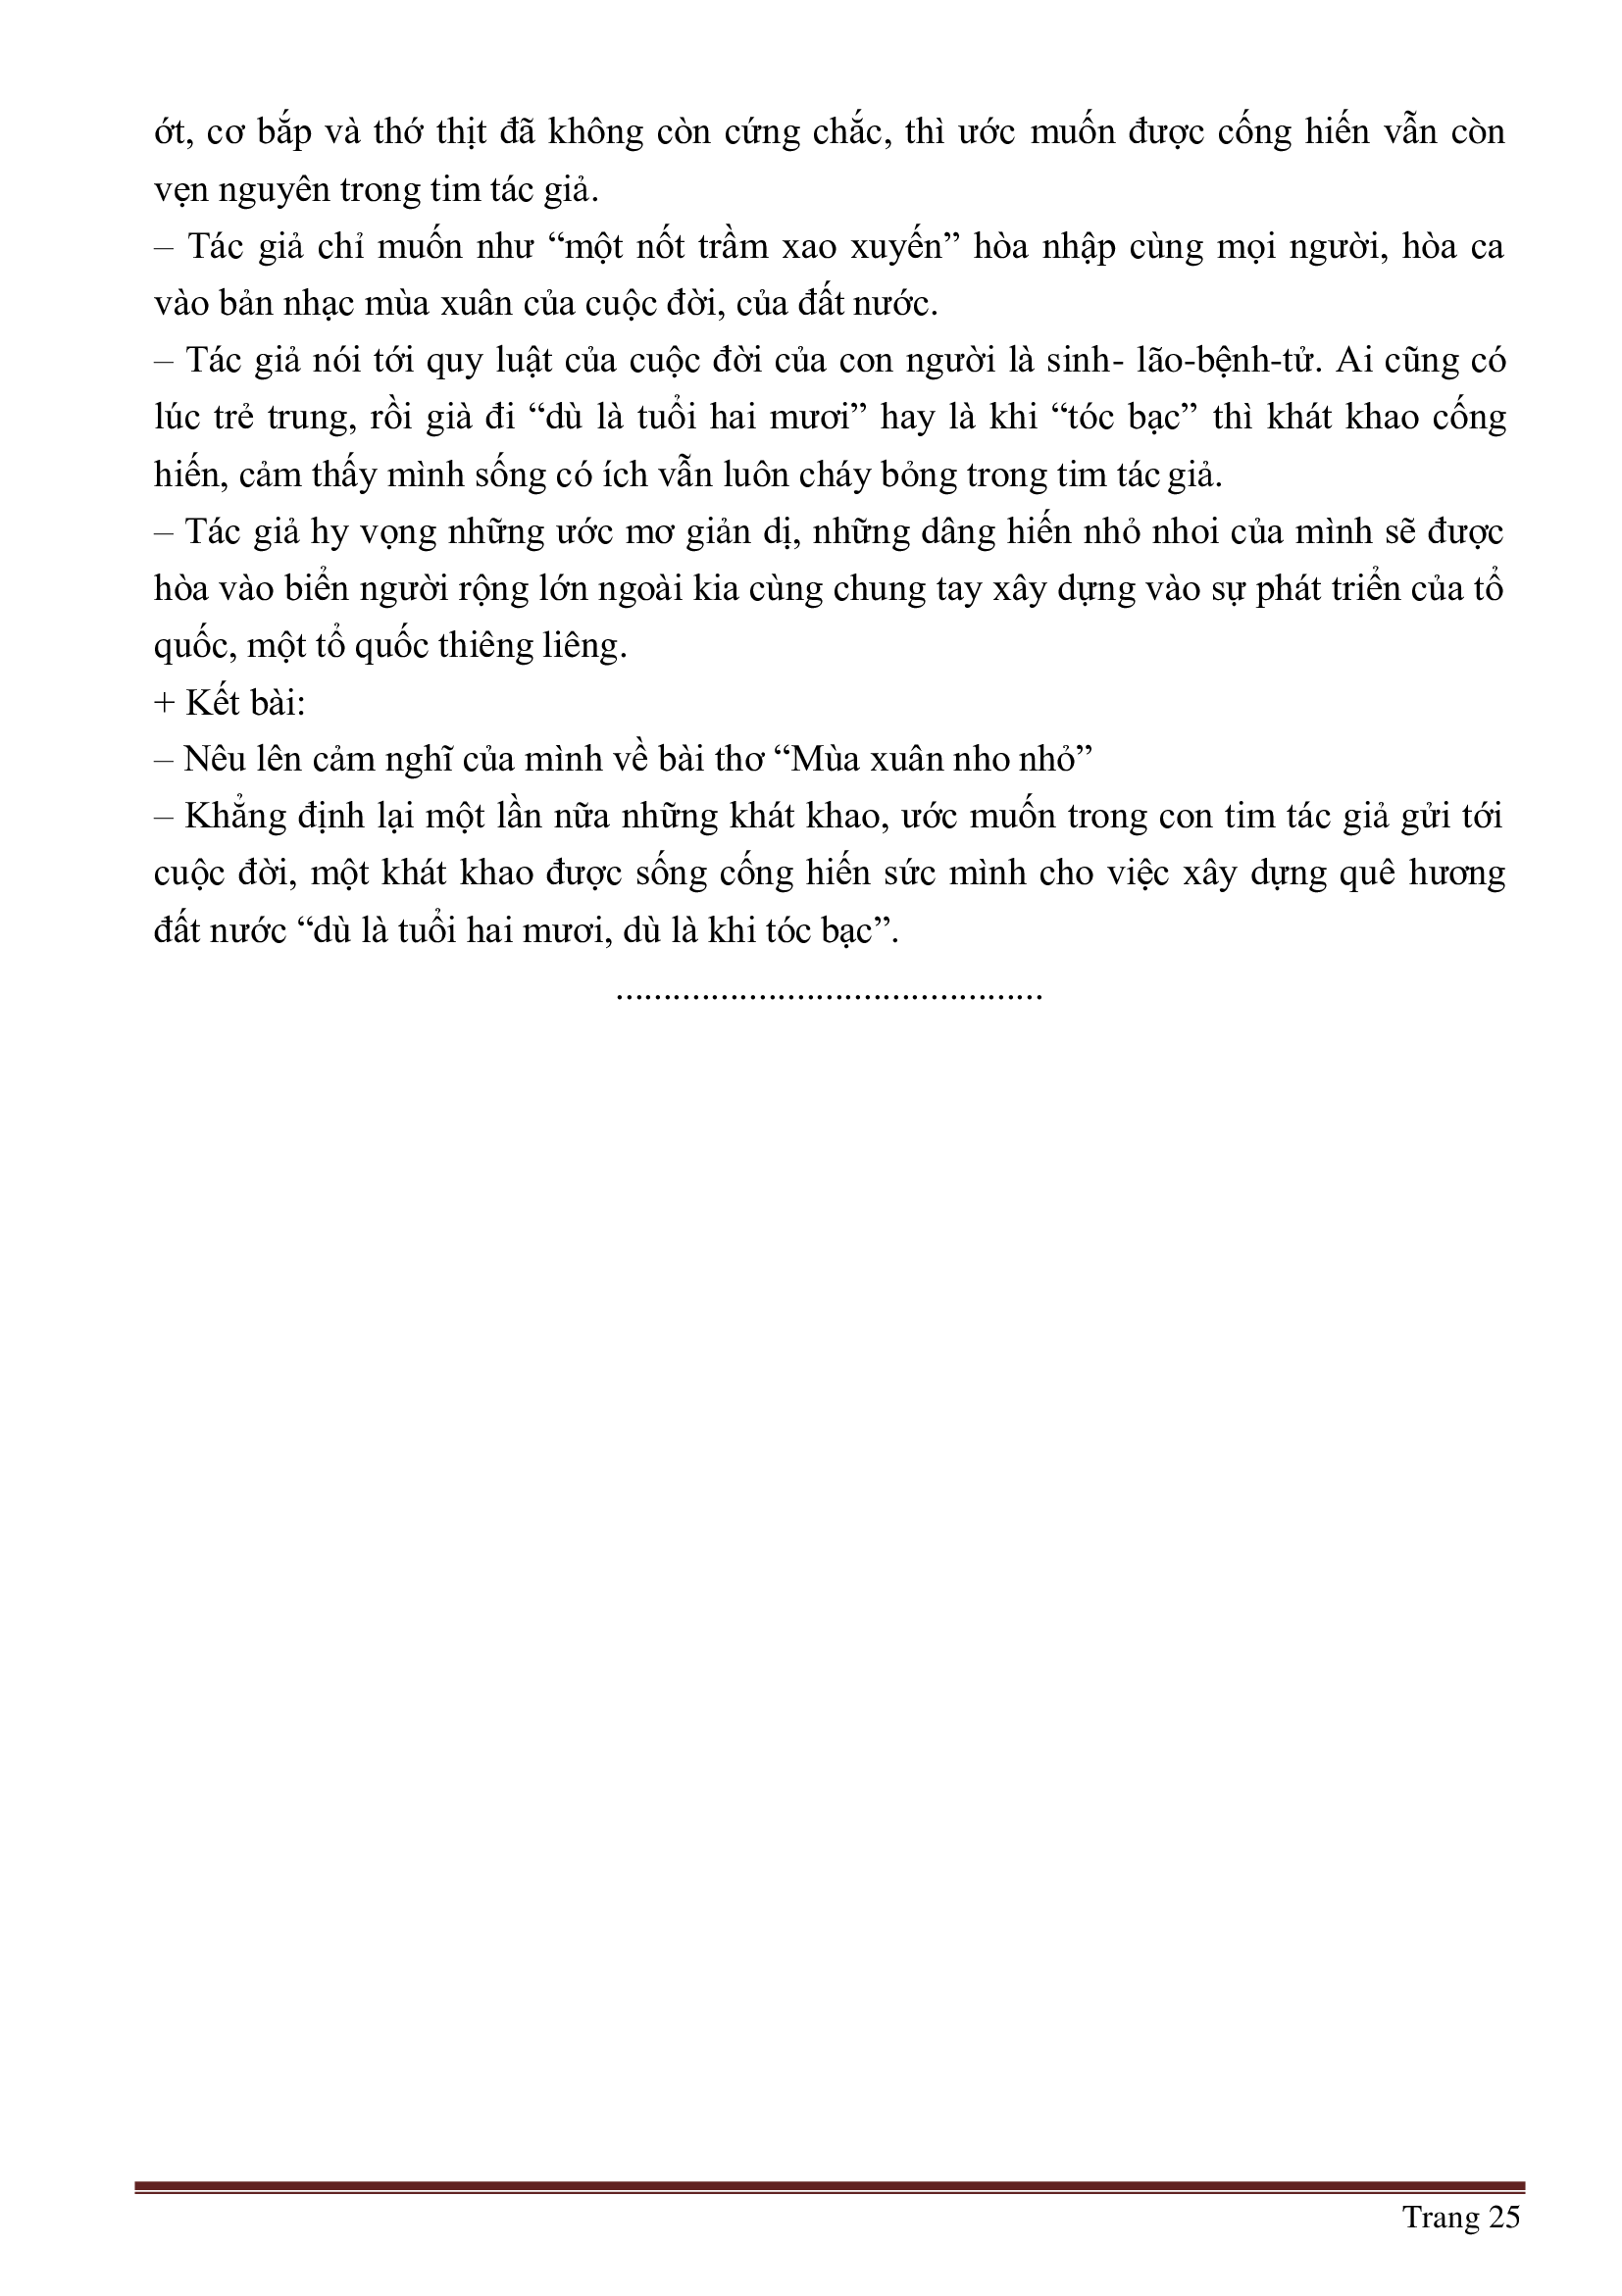 ớt, cơ bắp và thớ thịt đã không còn cứng chắc, thì ước muốn được cống hiến vẫn còn
vẹn nguyên trong tim tác giả.
– Tác giả chỉ muốn như “một nốt trầm xao xuyến” hòa nhập cùng mọi người, hòa ca
vào bản nhạc mùa xuân của cuộc đời, của đất nước.
– Tác giả nói tới quy luật của cuộc đời của con người là sinh- lão-bệnh-tử. Ai cũng có
lúc trẻ trung, rồi già đi “dù là tuổi hai mươi” hay là khi “tóc bạc” thì khát khao cống
hiến, cảm thấy mình sống có ích vẫn luôn cháy bỏng trong tim tác giả.
– Tác giả hy vọng những ước mơ giản dị, những dâng hiến nhỏ nhoi của mình sẽ được
hòa vào biển người rộng lớn ngoài kia cùng chung tay xây dựng vào sự phát triển của tổ
quốc, một tổ quốc thiêng liêng.
+ Kết bài:
– Nêu lên cảm nghĩ của mình về bài thơ “Mùa xuân nho nhỏ”
– Khẳng định lại một lần nữa những khát khao, ước muốn trong con tim tác giả gửi tới
cuộc đời, một khát khao được sống cống hiến sức mình cho việc xây dựng quê hương
đất nước “dù là tuổi hai mươi, dù là khi tóc bạc”.
.............................................
Trang 25